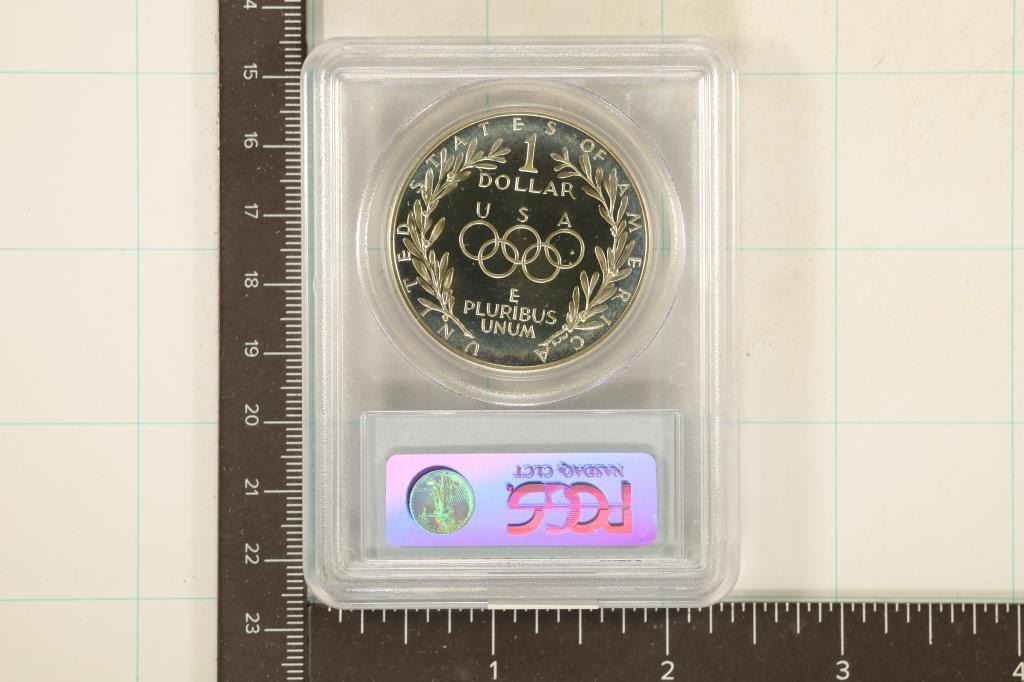 UNITED STATES OF AMERICA
1
DOLLAR
U S A
E
PLURIBUS
UNUM
NASDAQ: CLCT
PCGS
14
15
16
17
18
19
20
21
22
23
1 2 3 4